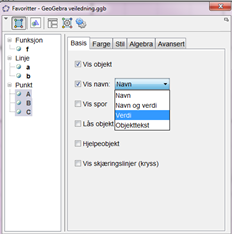 Favoritter - GeoGebra veiledning.ggb
Funksjon
f
Linje
a
b
Punkt
A
B
C
Basis Farge Stil Algebra Avansert
Vis objekt
Vis navn: Navn
Navn
Navn og verdi
Verdi
Objekttekst
Vis spor
Lås objekt
Hjelpeobjekt
Vis skjæringslinjer (kryss)